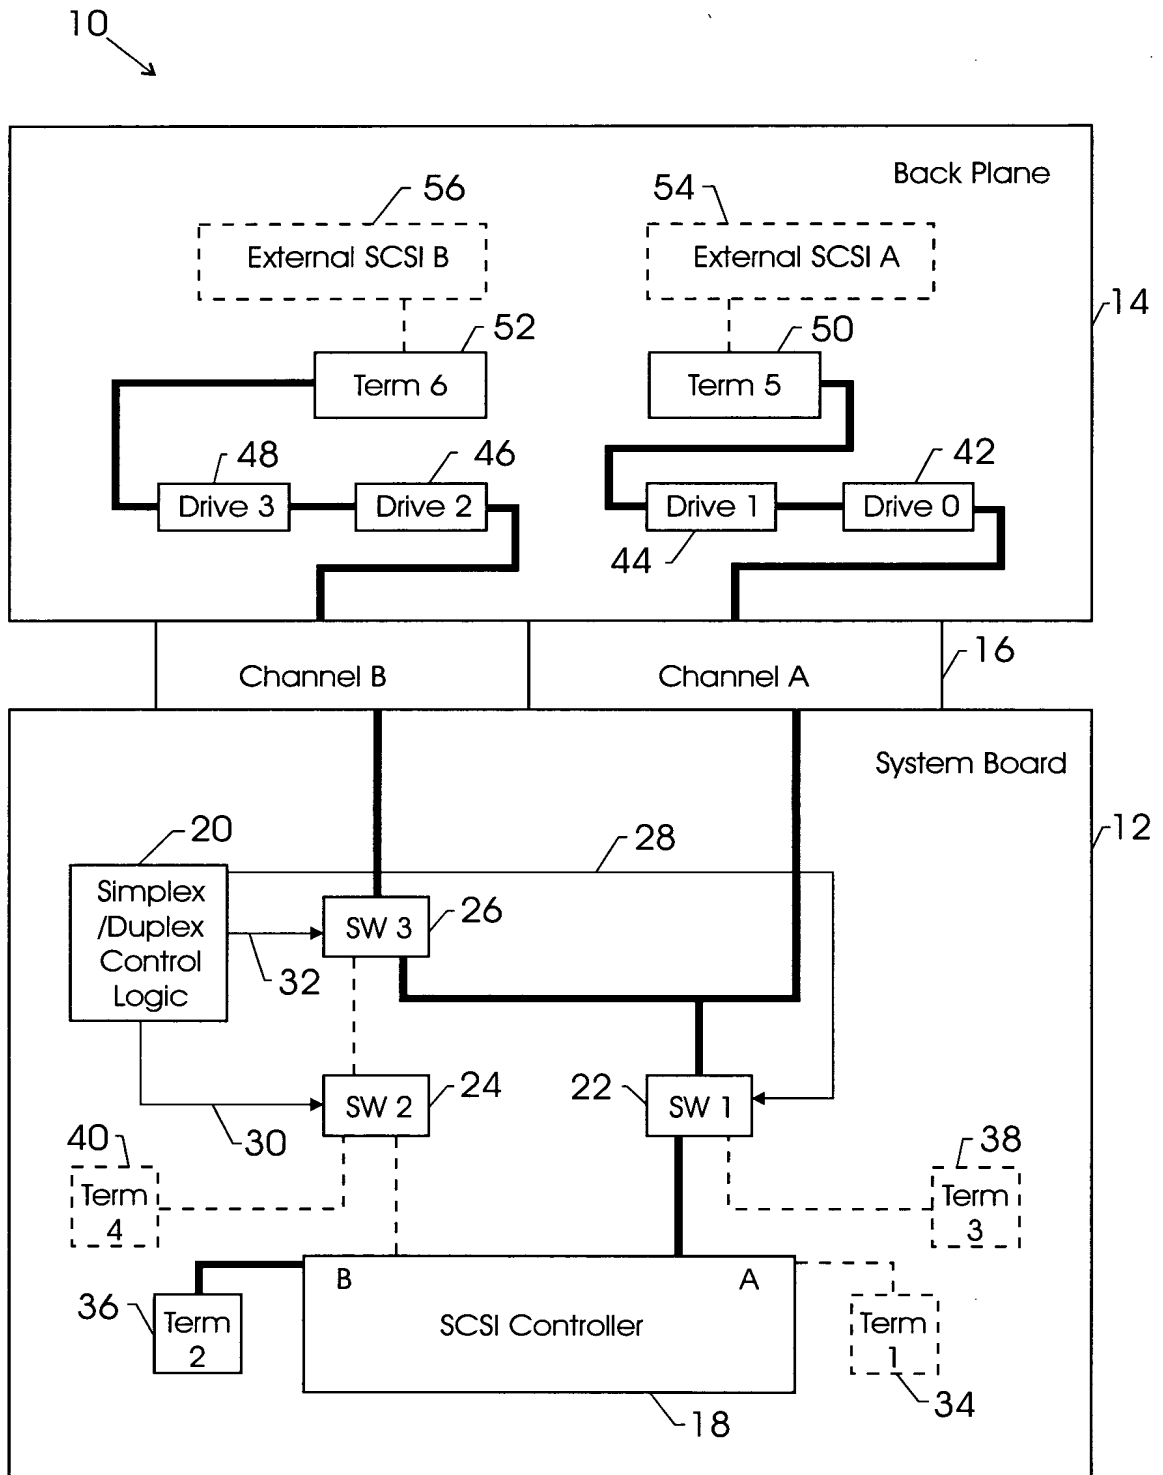 10
Back Plane
56
54
External SCSI B
External SCSI A
14
52
50
Term 6
Term 5
48
46
42
Drive 3
Drive 2
Drive 1
Drive 0
44
Channel B
Channel A
16
System Board
12
20
28
Simplex
/Duplex
Control
Logic
SW 3
26
32
24
22
SW 2
SW 1
30
40
38
Term
4
Term
3
B
A
36
Term
2
SCSI Controller
Term
1
34
18